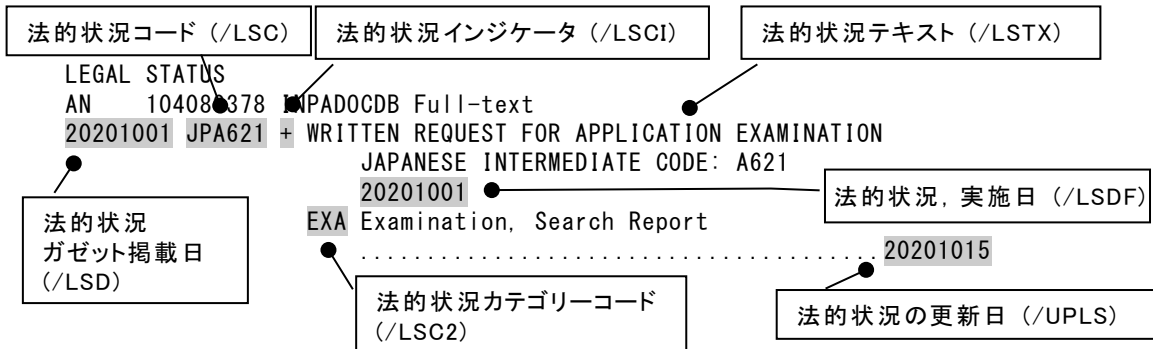 法的状況コード (/LSC)
法的状況インジケータ (/LSCI)
法的状況テキスト (/LSTX)
LEGAL STATUS
AN 104080378 INPADOCDB Full-text
20201001 JPA621 + WRITTEN REQUEST FOR APPLICATION EXAMINATION
JAPANESE INTERMEDIATE CODE: A621
20201001
法的状況, 実施日 (/LSDF)
EXA Examination, Search Report
.......................................20201015
法的状況
ガゼット掲載日
(/LSD)
法的状況カテゴリーコード
(/LSC2)
法的状況の更新日 (/UPLS)